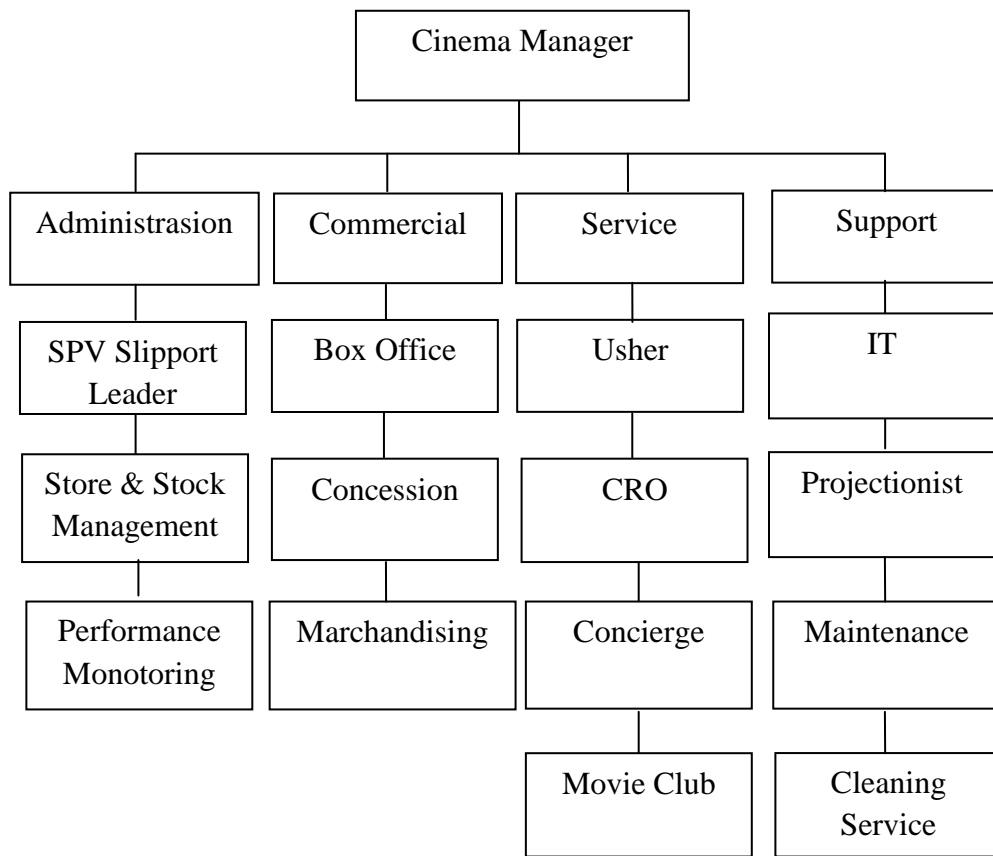 Cinema Manager
Administrasion
Commercial
Service
Support
SPV Slipport
Leader
Box Office
Usher
IT
Store & Stock
Management
Concession
CRO
Projectionist
Performance
Monotoring
Marchandising
Concierge
Maintenance
Movie Club
Cleaning
Service